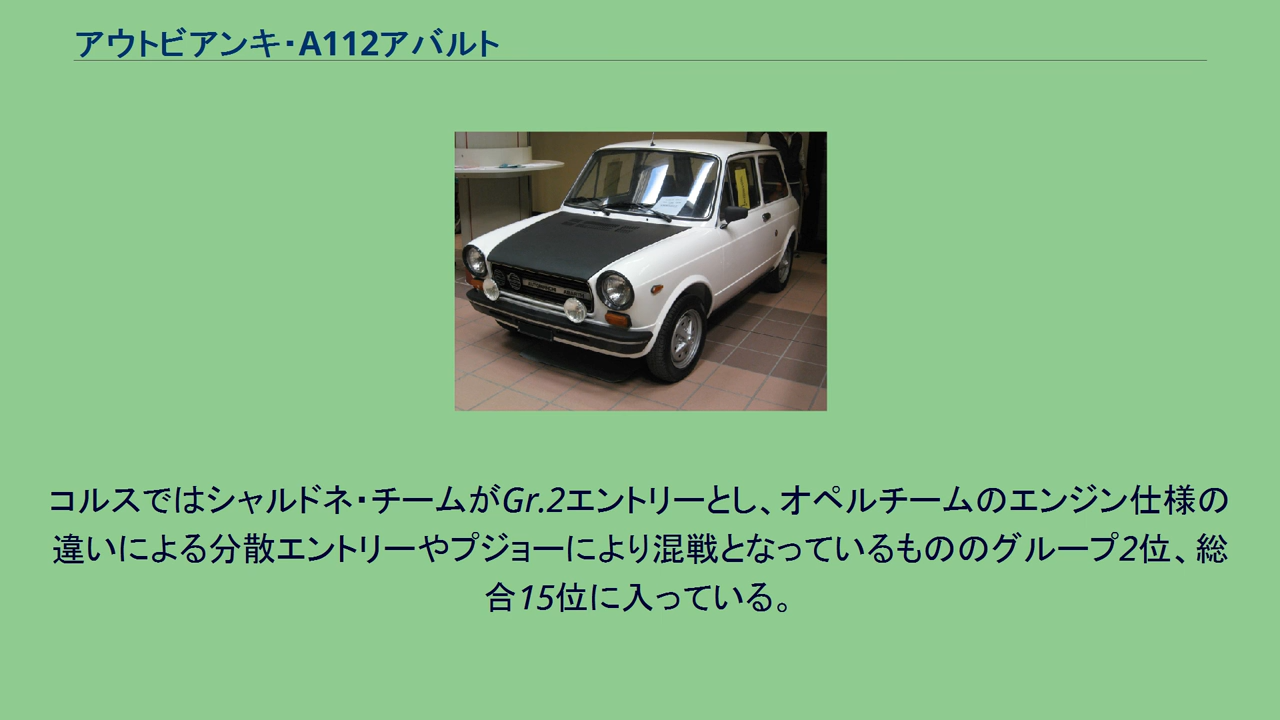 アウトビアンキ・A112アバルト
コルスではシャルドネ・チームがGr.2エントリーとし、オペルチームのエンジン仕様の
違いによる分散エントリーやプジョーにより混戦となっているもののグループ2位、総
合15位に入っている。